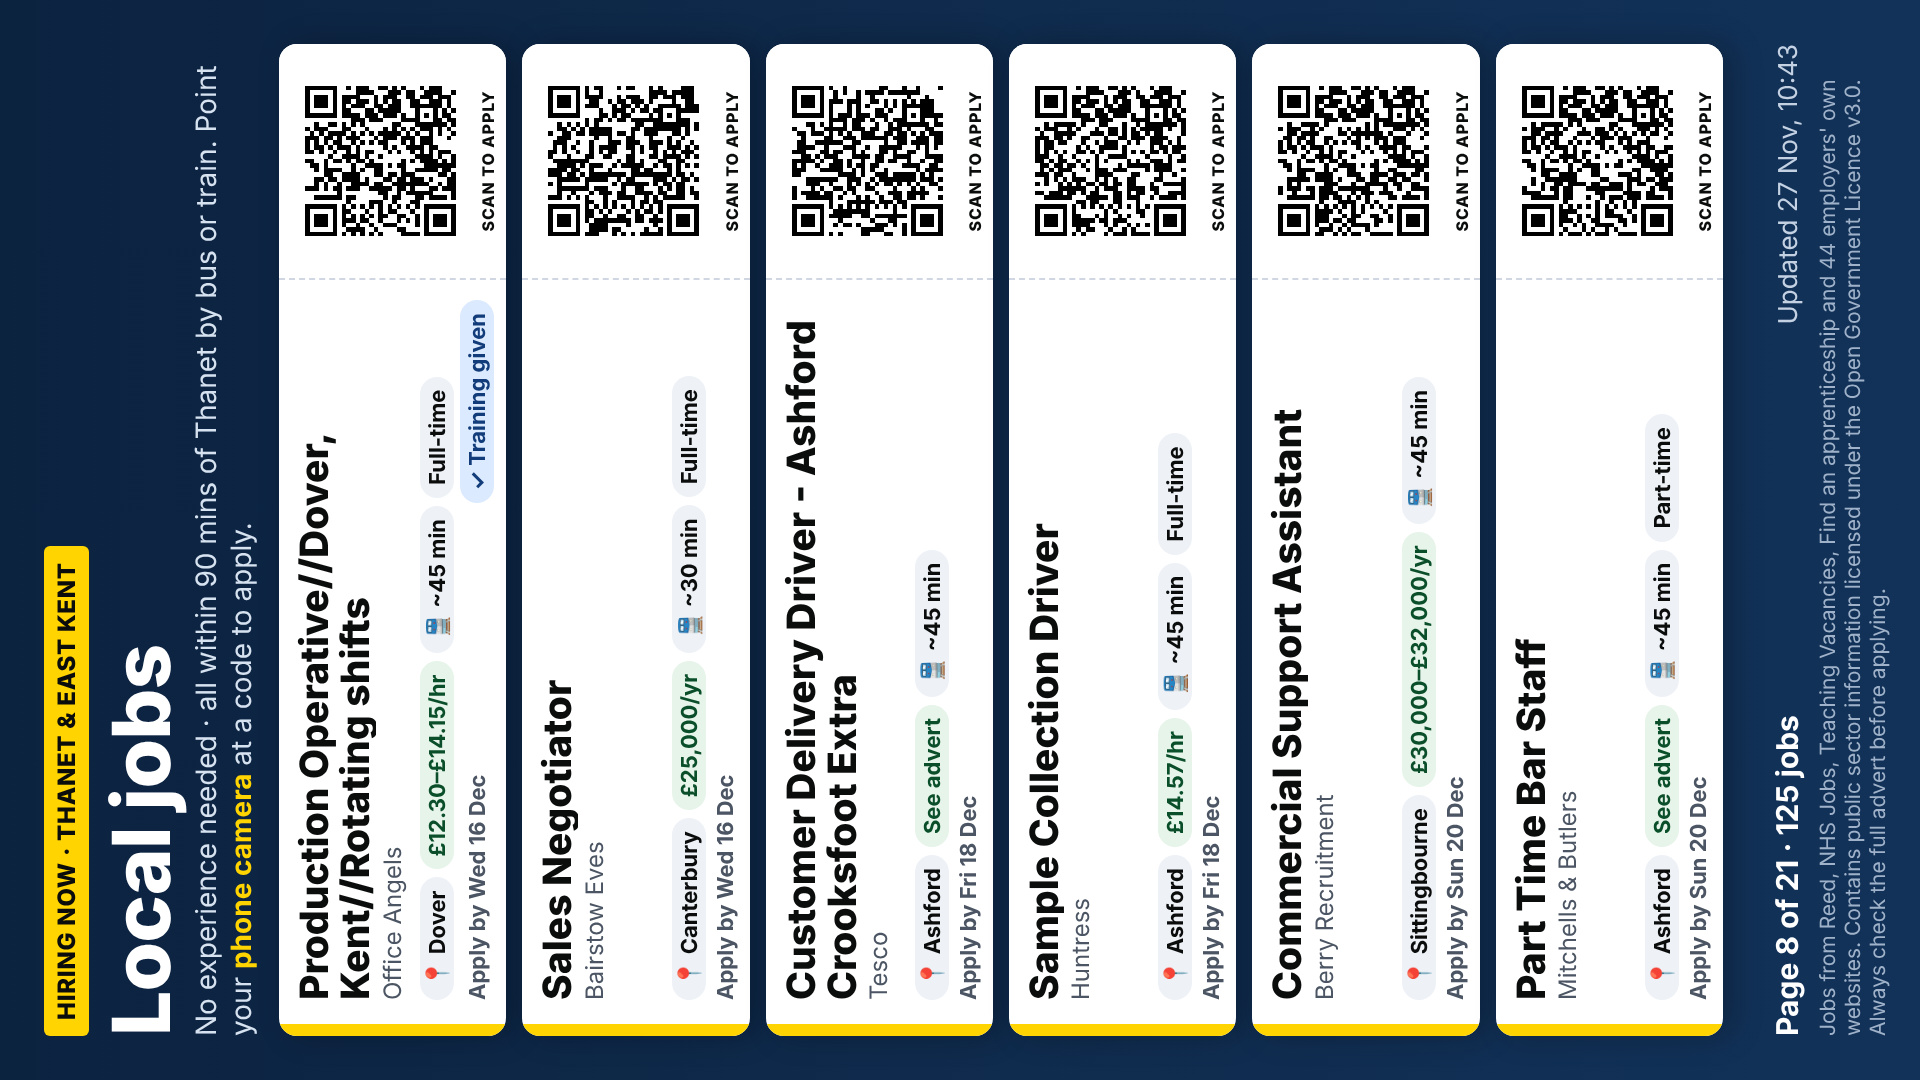 HIRING NOW · THANET & EAST KENT
Local jobs
No experience needed · all within 90 mins of Thanet by bus or train. Point
your phone camera at a code to apply.
Production Operative//Dover,
Kent//Rotating shifts
Office Angels
📍 Dover
£12.30–£14.15/hr
🚆 ~45 min
Full-time
✓ Training given
Apply by Wed 16 Dec
SCAN TO APPLY
Sales Negotiator
Bairstow Eves
📍 Canterbury
£25,000/yr
🚆 ~30 min
Full-time
Apply by Wed 16 Dec
SCAN TO APPLY
Customer Delivery Driver - Ashford
Crooksfoot Extra
Tesco
📍 Ashford
See advert
🚆 ~45 min
Apply by Fri 18 Dec
SCAN TO APPLY
Sample Collection Driver
Huntress
📍 Ashford
£14.57/hr
🚆 ~45 min
Full-time
Apply by Fri 18 Dec
SCAN TO APPLY
Commercial Support Assistant
Berry Recruitment
📍 Sittingbourne
£30,000–£32,000/yr
🚆 ~45 min
Apply by Sun 20 Dec
SCAN TO APPLY
Part Time Bar Staff
Mitchells & Butlers
📍 Ashford
See advert
🚆 ~45 min
Part-time
Apply by Sun 20 Dec
SCAN TO APPLY
Page 8 of 21 · 125 jobs
Updated 27 Nov, 10:43
Jobs from Reed, NHS Jobs, Teaching Vacancies, Find an apprenticeship and 44 employers' own
websites. Contains public sector information licensed under the Open Government Licence v3.0.
Always check the full advert before applying.